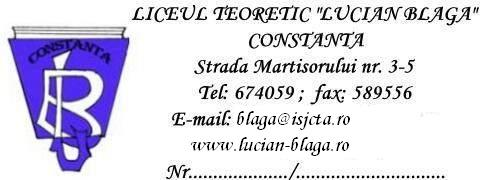 LICEUL TEORETIC "LUCIAN BLAGA"
CONSTANTA
Strada Martisorului nr. 3-5
Tel: 674059 ; fax: 589556
E-mail: blaga@isjcta.ro
www.lucian-blaga.ro
Nr.................../............................
CONSTANTA
LB